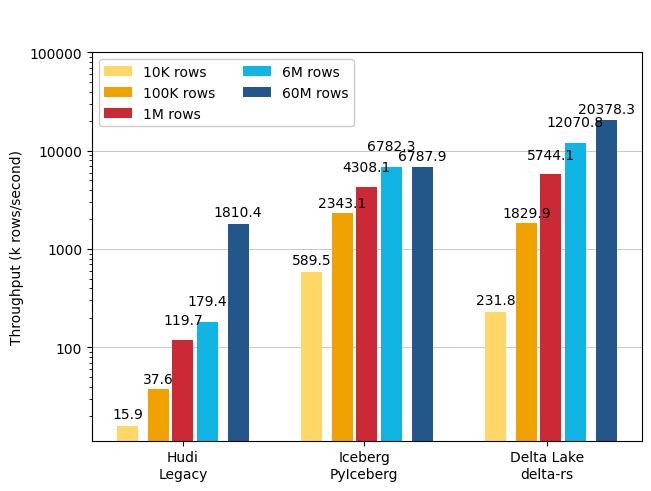 100000
10000
1000
100
Throughput (k rows/second)
10K rows
100K rows
1M rows
6M rows
60M rows
15.9
37.6
119.7
179.4
1810.4
589.5
2343.1
4308.1
6782.3
6787.9
231.8
1829.9
5744.1
12070.8
20378.3
Hudi
Legacy
Iceberg
PyIceberg
Delta Lake
delta-rs